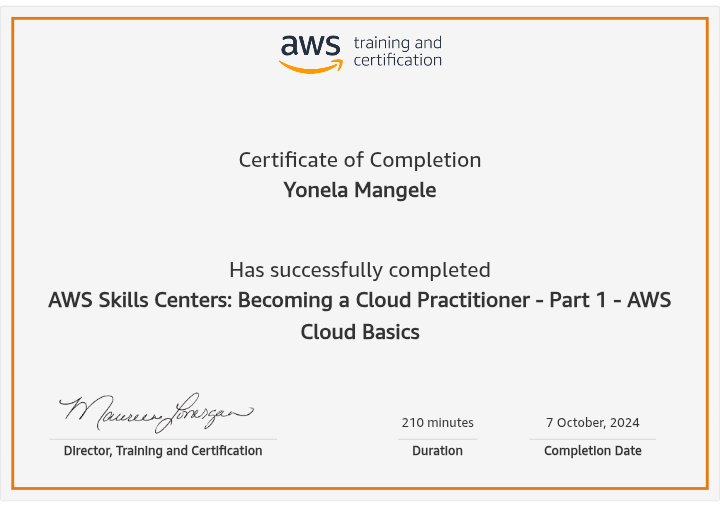 aws training and
certification
Certificate of Completion
Yonela Mangele
Has successfully completed
AWS Skills Centers: Becoming a Cloud Practitioner - Part 1 - AWS
Cloud Basics
Maureen Lonergan
210 minutes
7 October, 2024
Director, Training and Certification
Duration
Completion Date